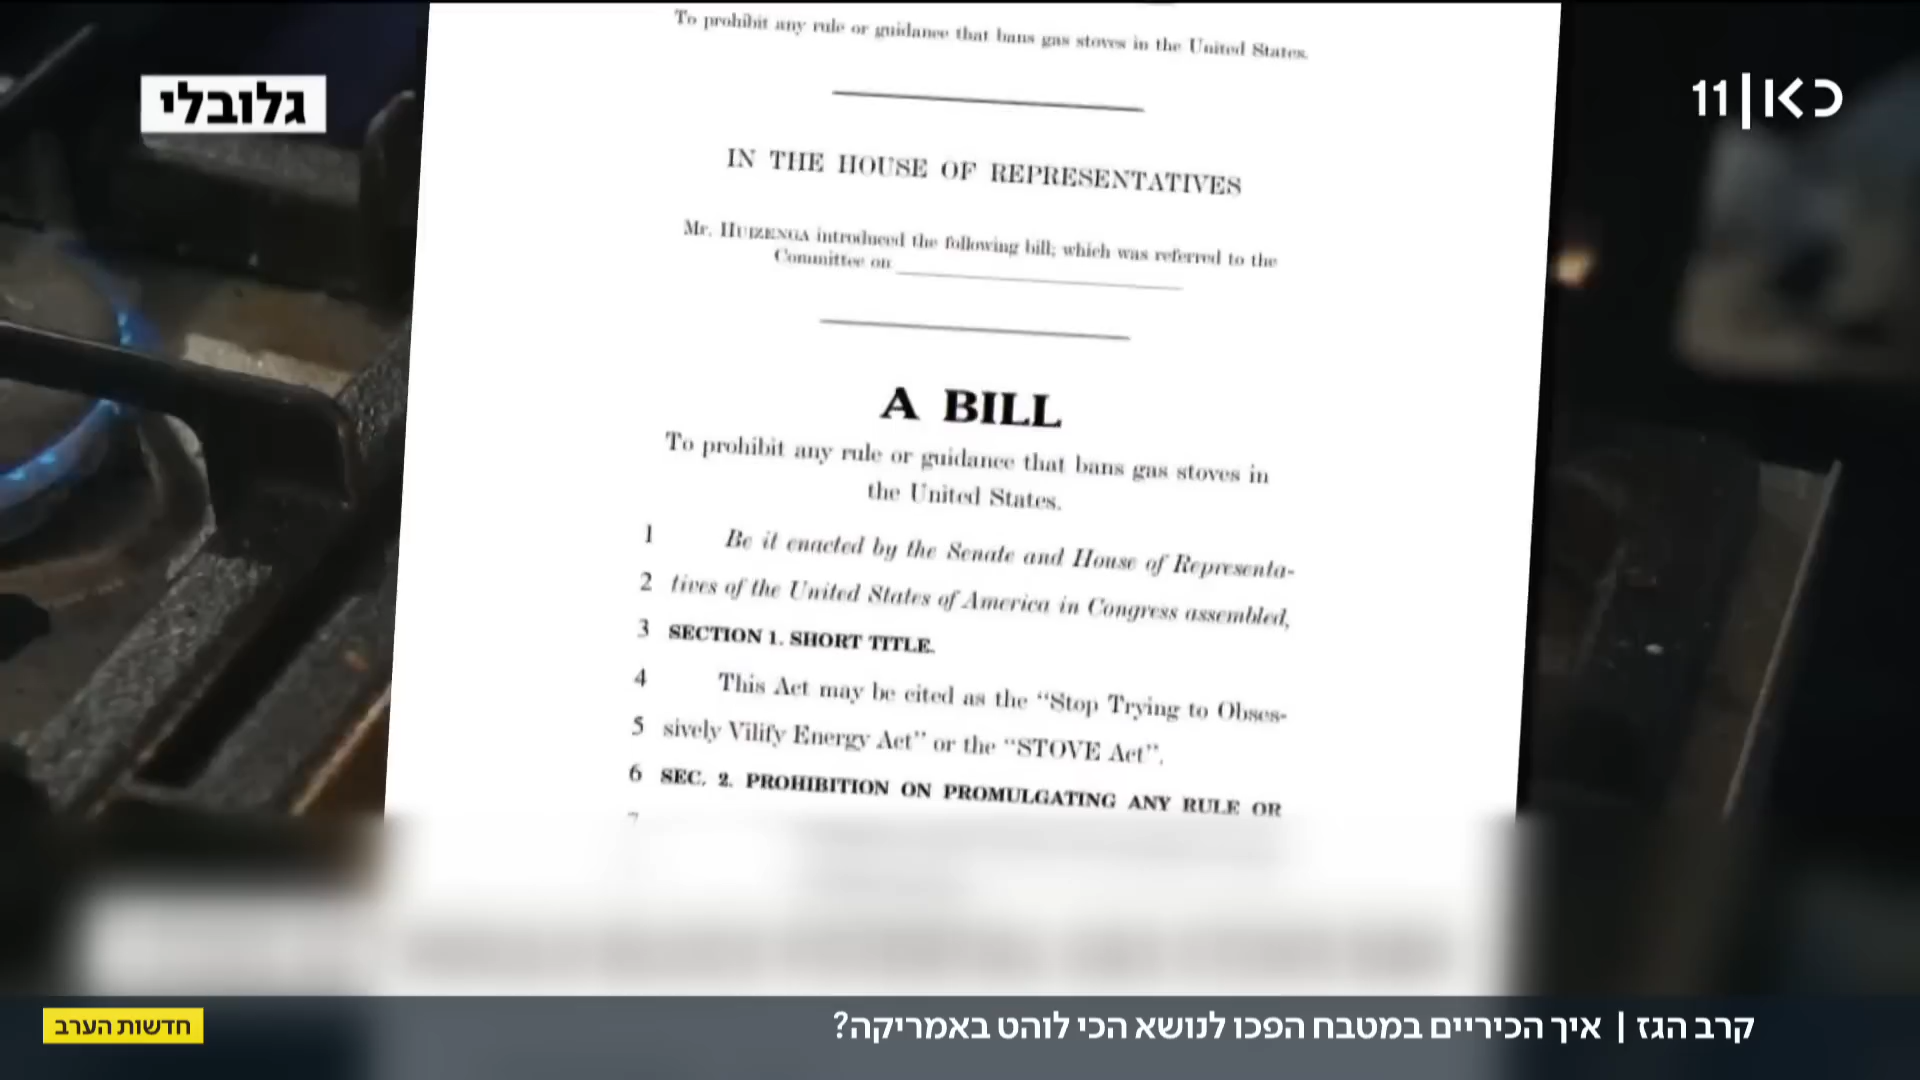 גלובלי
כאן 11
To prohibit any rule or guidance that bans gas stoves in the United States.
IN THE HOUSE OF REPRESENTATIVES
Mr. HUIZENGA introduced the following bill; which was referred to the
Committee on
A BILL
To prohibit any rule or guidance that bans gas stoves in
the United States.
1 Be it enacted by the Senate and House of Representa-
2 tives of the United States of America in Congress assembled,
3 SECTION 1. SHORT TITLE.
4 This Act may be cited as the “Stop Trying to Obses-
5 sively Vilify Energy Act” or the “STOVE Act”.
6 SEC. 2. PROHIBITION ON PROMULGATING ANY RULE OR
קרב הגז | איך הכיריים במטבח הפכו לנושא הכי לוהט באמריקה?
חדשות הערב